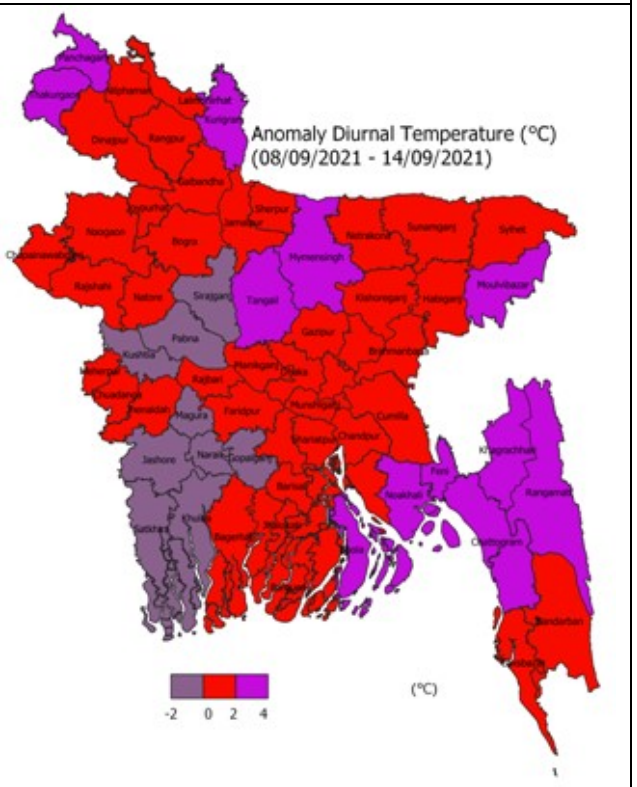 Panchagarh
Thakurgaon
Nilphamari
Lalmonirhat
Kurigram
Anomaly Diurnal Temperature (°C)
(08/09/2021 - 14/09/2021)
Dinajpur
Rangpur
Gaibandha
Joypurhat
Sherpur
Jamalpur
Naogaon
Netrakona
Sunamganj
Sylhet
Bogra
Mymensingh
Chapainawabganj
Rajshahi
Natore
Sirajganj
Tangail
Kishoreganj
Habiganj
Moulvibazar
Pabna
Gazipur
Kushtia
Brahmanbaria
Meherpur
Manikganj
Dhaka
Chuadanga
Rajbari
Jhenaidah
Magura
Faridpur
Munshiganj
Cumilla
Shariatpur
Chandpur
Khagrachhari
Jashore
Narail
Gopalganj
Feni
Noakhali
Rangamati
Barisal
Satkhira
Khulna
Bagerhat
Bhola
Chattogram
Bandarban
-2 0 2 4
(°C)